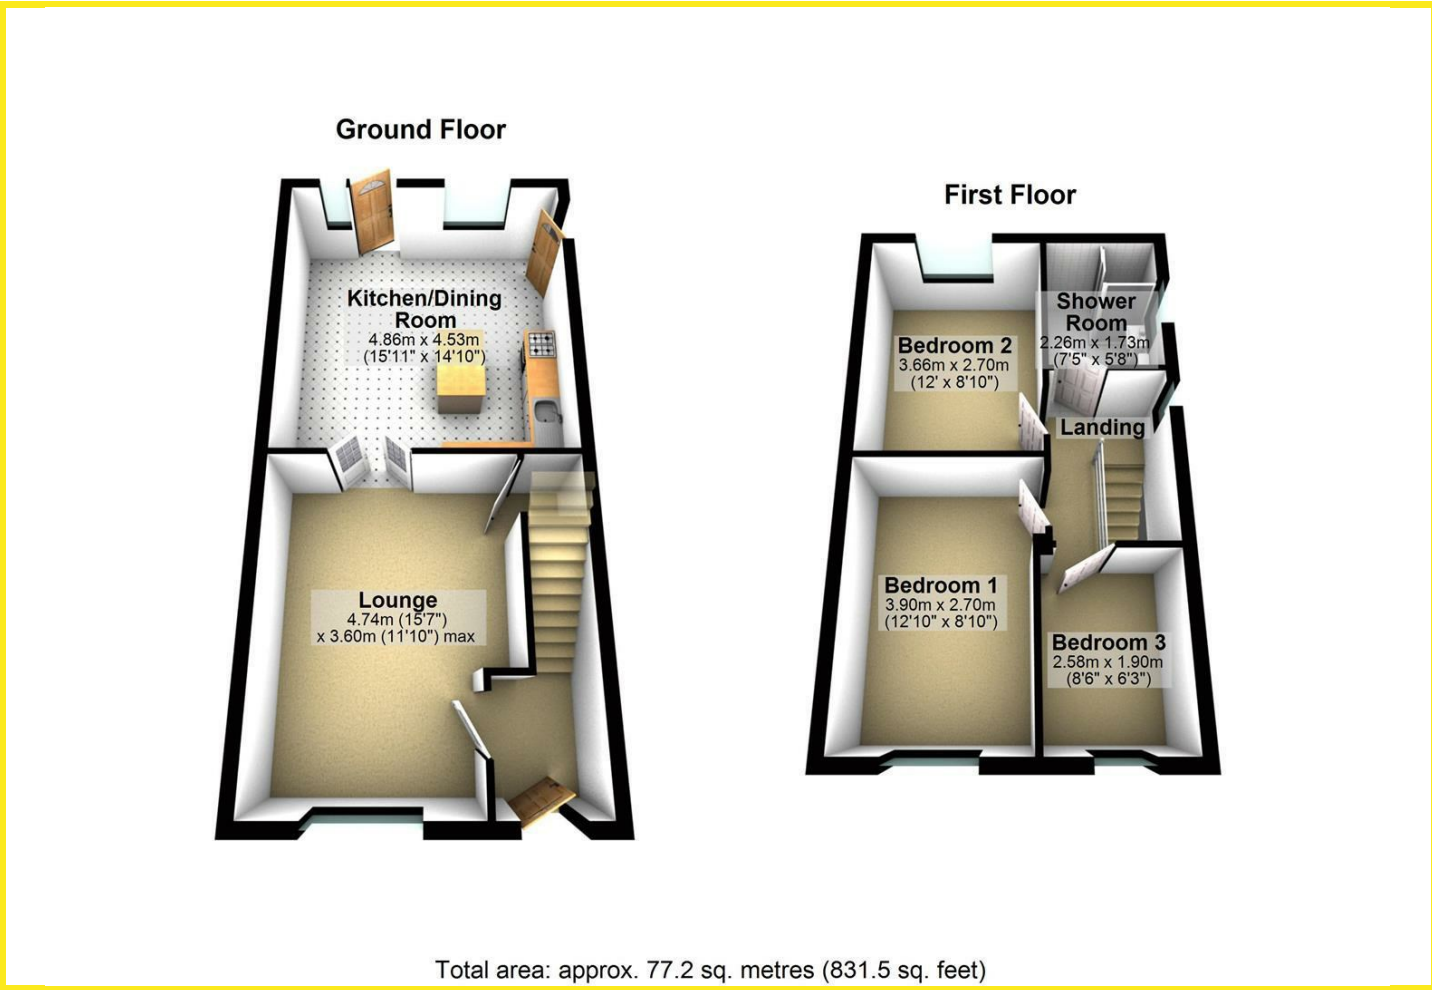 Ground Floor
Kitchen/Dining
Room
4.86m x 4.53m
(15'11" x 14'10")
Lounge
4.74m (15'7")
x 3.60m (11'10") max
First Floor
Bedroom 2
3.66m x 2.70m
(12' x 8'10")
Shower
Room
2.26m x 1.73m
(7'5" x 5'8")
Landing
Bedroom 1
3.90m x 2.70m
(12'10" x 8'10")
Bedroom 3
2.58m x 1.90m
(8'6" x 6'3")
Total area: approx. 77.2 sq. metres (831.5 sq. feet)